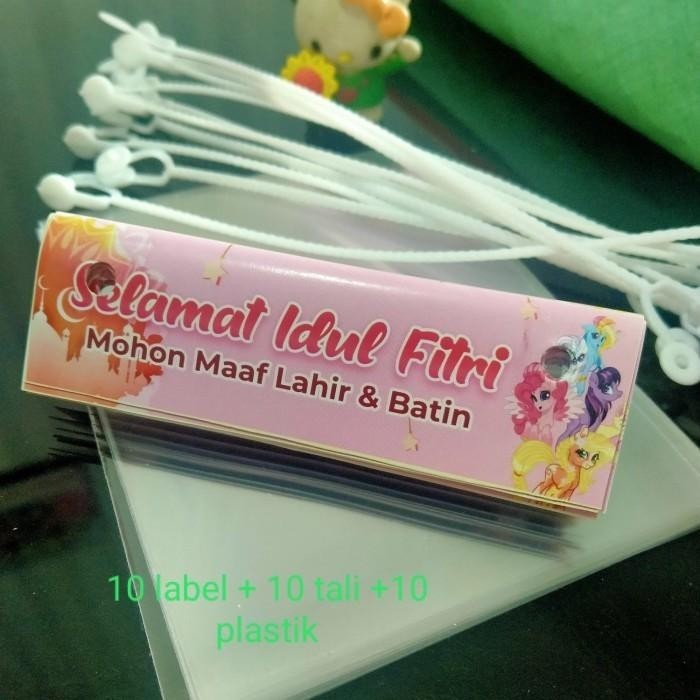 Selamat Idul Fitri
Mohon Maaf Lahir & Batin
10 label + 10 tali +10
plastik